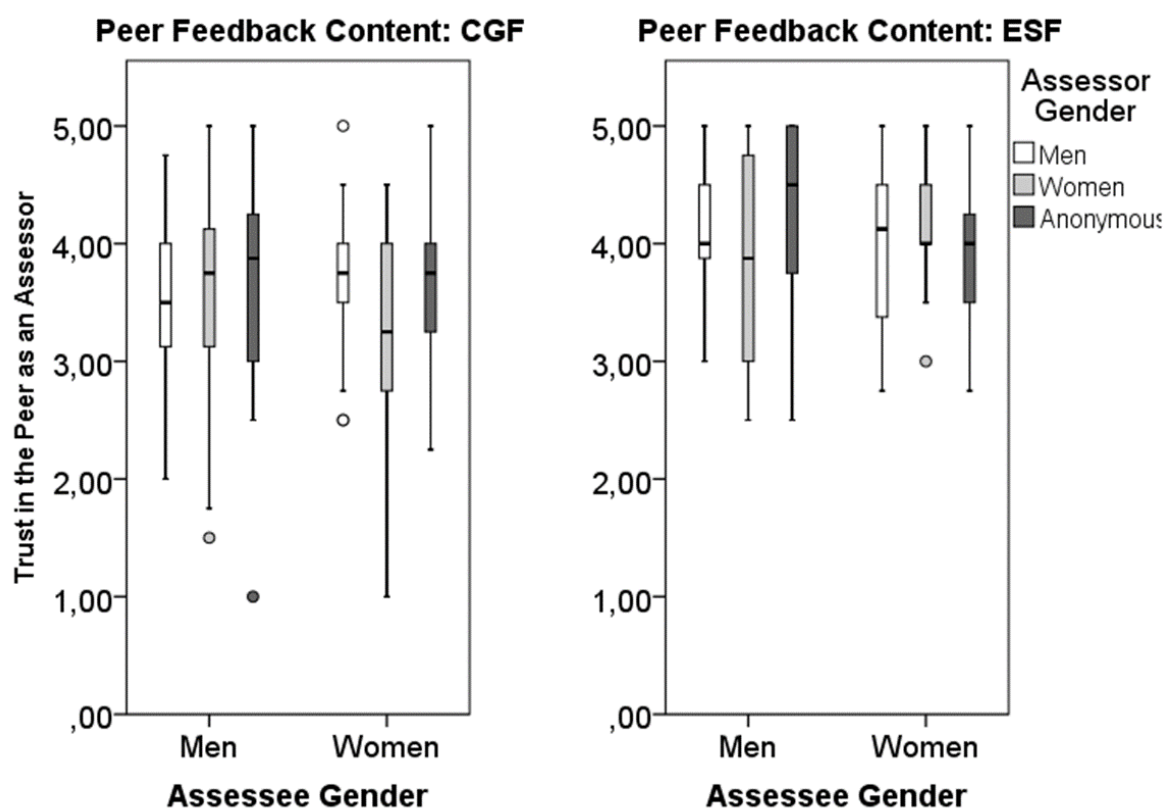 Peer Feedback Content: CGF
Peer Feedback Content: ESF
Trust in the Peer as an Assessor
5,00
4,00
3,00
2,00
1,00
,00
Men
Women
Assessee Gender
5,00
4,00
3,00
2,00
1,00
,00
Men
Women
Assessee Gender
Assessor
Gender
Men
Women
Anonymous